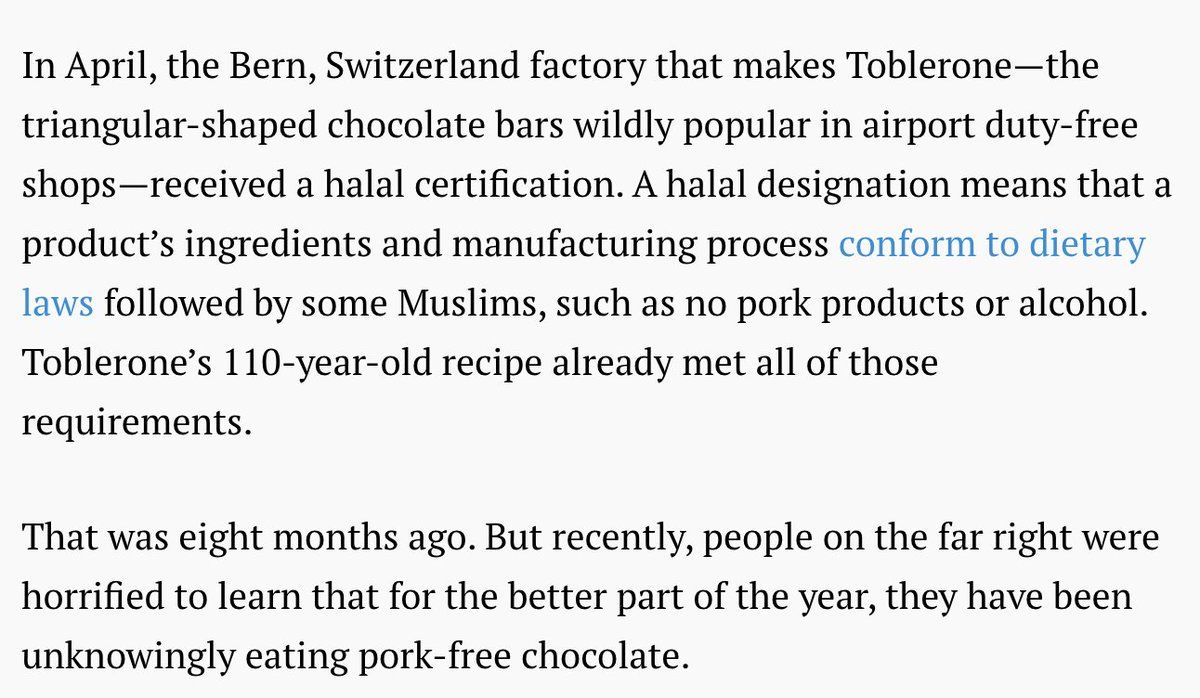 In April, the Bern, Switzerland factory that makes Toblerone—the
triangular-shaped chocolate bars wildly popular in airport duty-free
shops—received a halal certification. A halal designation means that a
product’s ingredients and manufacturing process conform to dietary
laws followed by some Muslims, such as no pork products or alcohol.
Toblerone’s 110-year-old recipe already met all of those
requirements.
That was eight months ago. But recently, people on the far right were
horrified to learn that for the better part of the year, they have been
unknowingly eating pork-free chocolate.